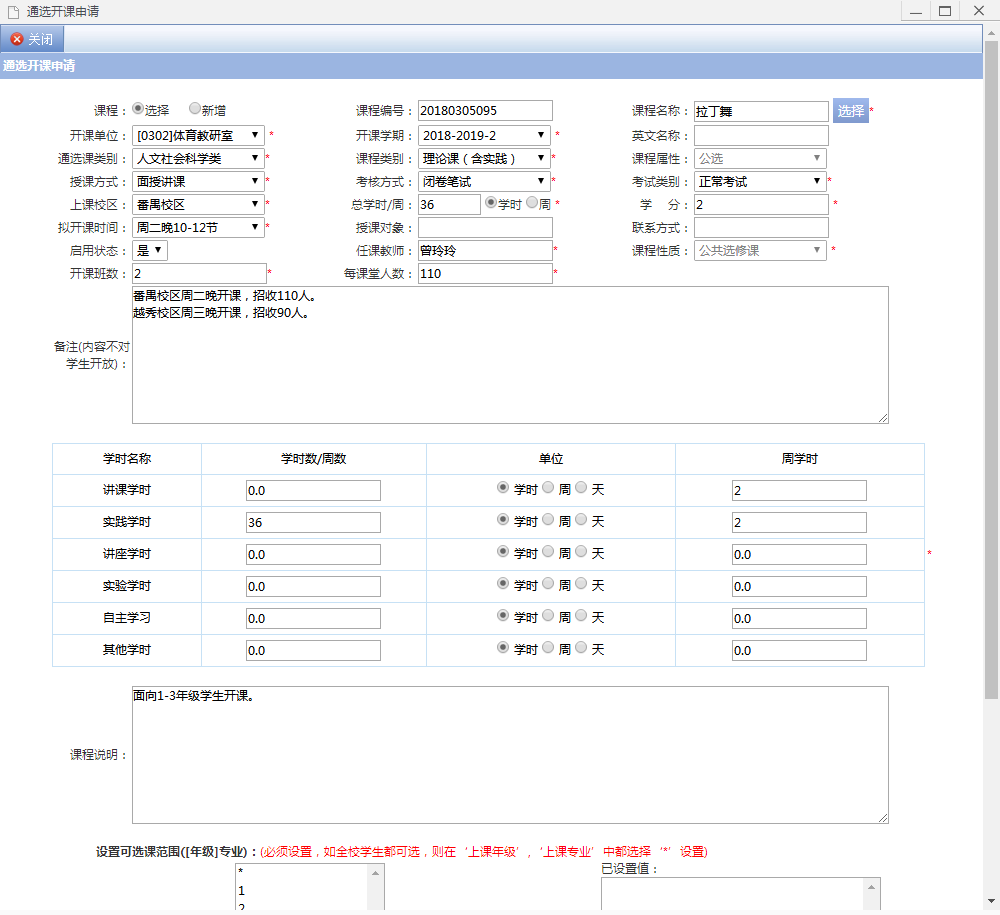 通选开课申请
关闭
通选开课申请
课程： 选择 新增 课程编号： 20180305095 课程名称： 拉丁舞 选择 *
开课单位： [0302]体育教研室 * 开课学期： 2018-2019-2 * 英文名称：
通选课类别： 人文社会科学类 * 课程类别： 理论课（含实践） * 课程属性： 公选
授课方式： 面授讲课 * 考核方式： 闭卷笔试 * 考试类别： 正常考试 *
上课校区： 番禺校区 * 总学时/周： 36 学时 周 * 学 分： 2 *
拟开课时间： 周二晚10-12节 * 授课对象： 联系方式：
启用状态： 是 任课教师： 曾玲玲 * 课程性质： 公共选修课 *
开课班数： 2 * 每课堂人数： 110 *
备注(内容不对
学生开放)：
番禺校区周二晚开课，招收110人。
越秀校区周三晚开课，招收90人。
学时名称 学时数/周数 单位 周学时
讲课学时 0.0 学时 周 天 2
实践学时 36 学时 周 天 2
讲座学时 0.0 学时 周 天 0.0 *
实验学时 0.0 学时 周 天 0.0
自主学习 0.0 学时 周 天 0.0
其他学时 0.0 学时 周 天 0.0
课程说明：
面向1-3年级学生开课。
设置可选课范围([年级]专业)：(必须设置，如全校学生都可选，则在‘上课年级’,‘上课专业’中都选择‘*’设置)
已设置值：
*
1
2